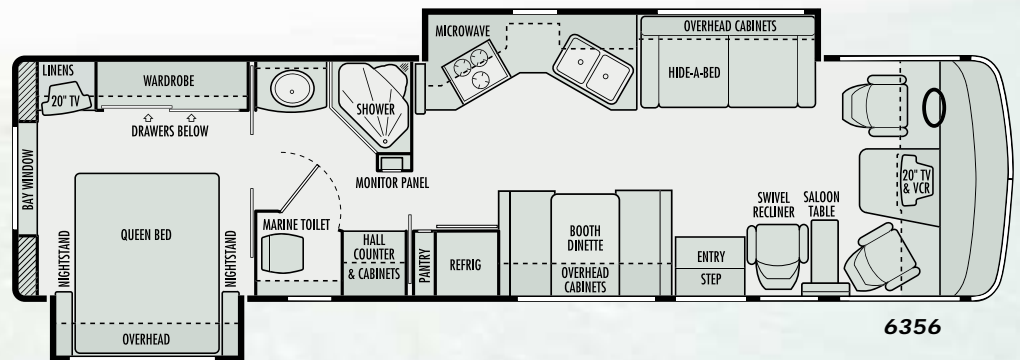 MICROWAVE
OVERHEAD CABINETS
HIDE-A-BED
LINENS
20" TV
WARDROBE
DRAWERS BELOW
SHOWER
MONITOR PANEL
BAY WINDOW
20" TV
& VCR
NIGHTSTAND
QUEEN BED
NIGHTSTAND
OVERHEAD
MARINE TOILET
HALL
COUNTER
& CABINETS
PANTRY
REFRIG
BOOTH
DINETTE
OVERHEAD
CABINETS
ENTRY
STEP
SWIVEL
RECLINER
SALOON
TABLE
6356